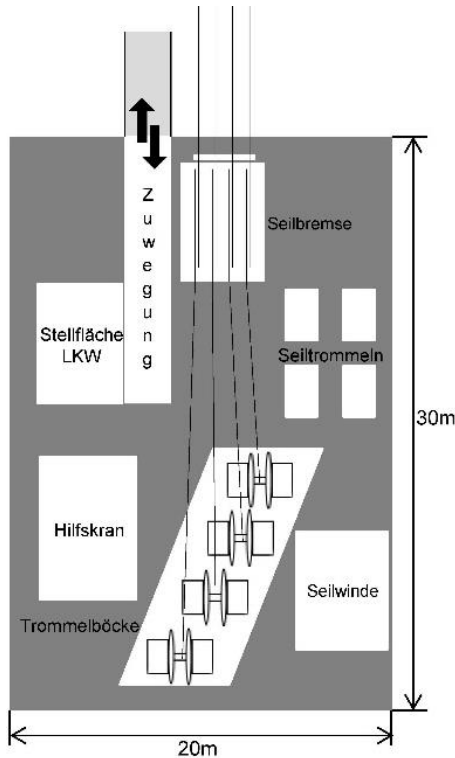 Zuwegung
Seilbremse
Stellfläche
LKW
Seiltrommeln
30m
Hilfskran
Seilwinde
Trommelböcke
20m